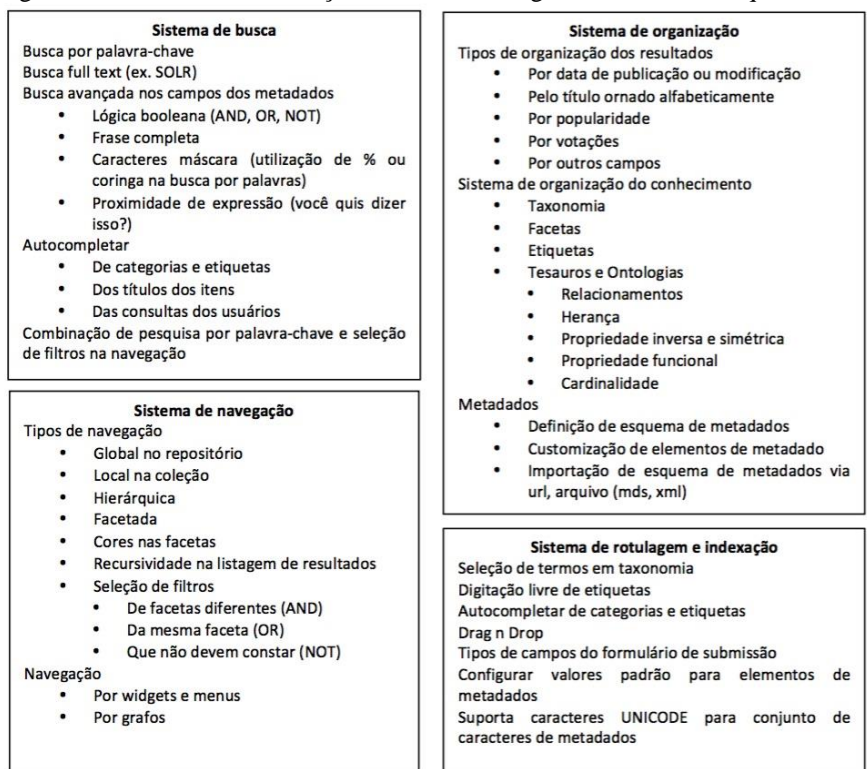 Sistema de busca
Busca por palavra-chave
Busca full text (ex. SOLR)
Busca avançada nos campos dos metadados
• Lógica booleana (AND, OR, NOT)
• Frase completa
• Caracteres máscara (utilização de % ou
coringa na busca por palavras)
• Proximidade de expressão (você quis dizer
isso?)
Autocompletar
• De categorias e etiquetas
• Dos títulos dos itens
• Das consultas dos usuários
Combinação de pesquisa por palavra-chave e seleção
de filtros na navegação
Sistema de navegação
Tipos de navegação
• Global no repositório
• Local na coleção
• Hierárquica
• Facetada
• Cores nas facetas
• Recursividade na listagem de resultados
• Seleção de filtros
• De facetas diferentes (AND)
• Da mesma faceta (OR)
• Que não devem constar (NOT)
Navegação
• Por widgets e menus
• Por grafos
Sistema de organização
Tipos de organização dos resultados
• Por data de publicação ou modificação
• Pelo título ornado alfabeticamente
• Por popularidade
• Por votações
• Por outros campos
Sistema de organização do conhecimento
• Taxonomia
• Facetas
• Etiquetas
• Tesauros e Ontologias
• Relacionamentos
• Herança
• Propriedade inversa e simétrica
• Propriedade funcional
• Cardinalidade
Metadados
• Definição de esquema de metadados
• Customização de elementos de metadado
• Importação de esquema de metadados via
url, arquivo (mds, xml)
Sistema de rotulagem e indexação
Seleção de termos em taxonomia
Digitação livre de etiquetas
Autocompletar de categorias e etiquetas
Drag n Drop
Tipos de campos do formulário de submissão
Configurar valores padrão para elementos de
metadados
Suporta caracteres UNICODE para conjunto de
caracteres de metadados